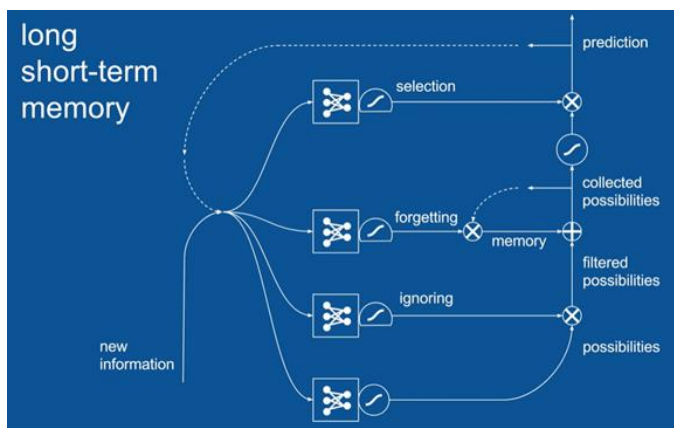 long
short-term
memory
prediction
selection
collected
possibilities
forgetting
memory
filtered
possibilities
ignoring
new
information
possibilities